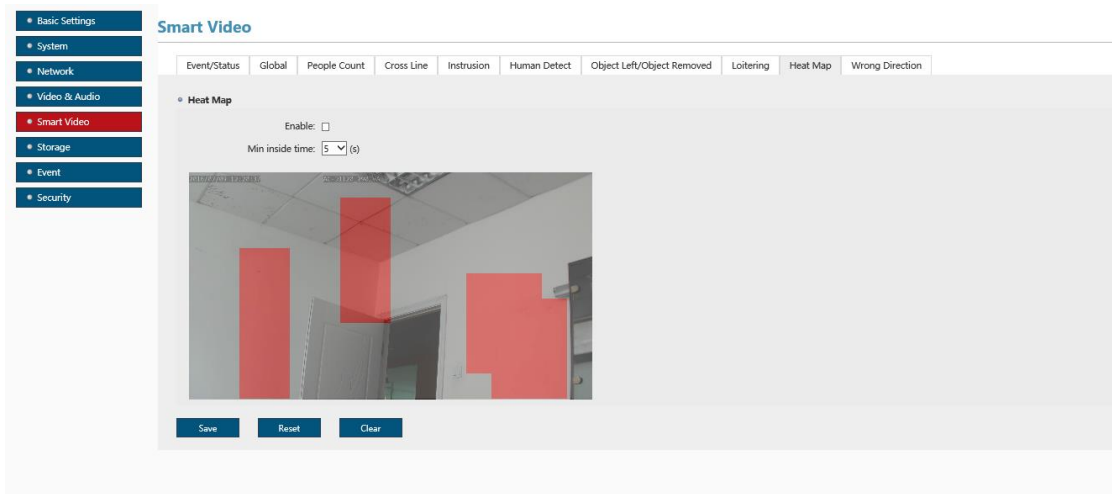 Basic Settings
System
Network
Video & Audio
Smart Video
Storage
Event
Security
Smart Video
Event/Status Global People Count Cross Line Instrusion Human Detect Object Left/Object Removed Loitering Heat Map Wrong Direction
Heat Map
Enable:
Min inside time: 5 (s)
Save Reset Clear